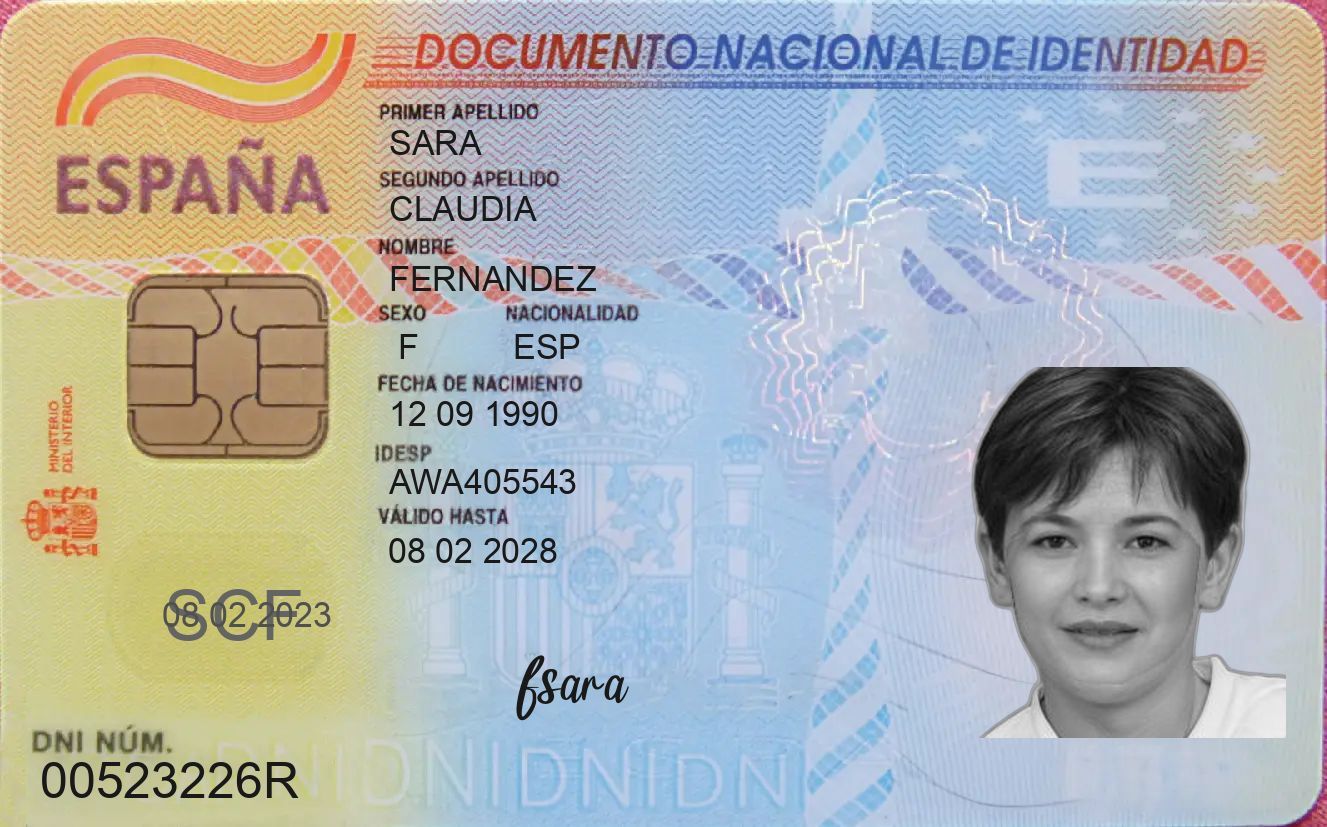 DOCUMENTO NACIONAL DE IDENTIDAD
ESPAÑA
PRIMER APELLIDO
SARA
SEGUNDO APELLIDO
CLAUDIA
NOMBRE
FERNANDEZ
SEXO NACIONALIDAD
F ESP
FECHA DE NACIMIENTO
12 09 1990
IDESP
AWA405543
VÁLIDO HASTA
08 02 2028
MINISTERIO
DEL INTERIOR
E
SCF
08 02 2023
fsara
DNI NÚM.
00523226R
DNIDNIDNIDNI